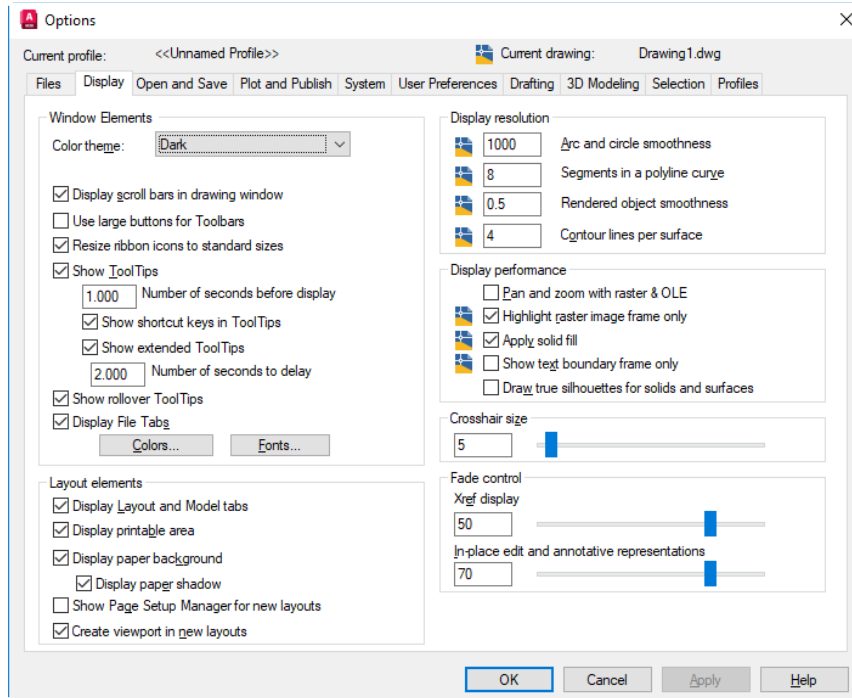 Options
Current profile: <<Unnamed Profile>> Current drawing: Drawing1.dwg
Files Display Open and Save Plot and Publish System User Preferences Drafting 3D Modeling Selection Profiles
Window Elements
Color theme: Dark
Display scroll bars in drawing window
Use large buttons for Toolbars
Resize ribbon icons to standard sizes
Show ToolTips
1.000 Number of seconds before display
Show shortcut keys in ToolTips
Show extended ToolTips
2.000 Number of seconds to delay
Show rollover ToolTips
Display File Tabs
Colors... Fonts...
Layout elements
Display Layout and Model tabs
Display printable area
Display paper background
Display paper shadow
Show Page Setup Manager for new layouts
Create viewport in new layouts
Display resolution
1000 Arc and circle smoothness
8 Segments in a polyline curve
0.5 Rendered object smoothness
4 Contour lines per surface
Display performance
Pan and zoom with raster & OLE
Highlight raster image frame only
Apply solid fill
Show text boundary frame only
Draw true silhouettes for solids and surfaces
Crosshair size
5
Fade control
Xref display
50
In-place edit and annotative representations
70
OK Cancel Apply Help